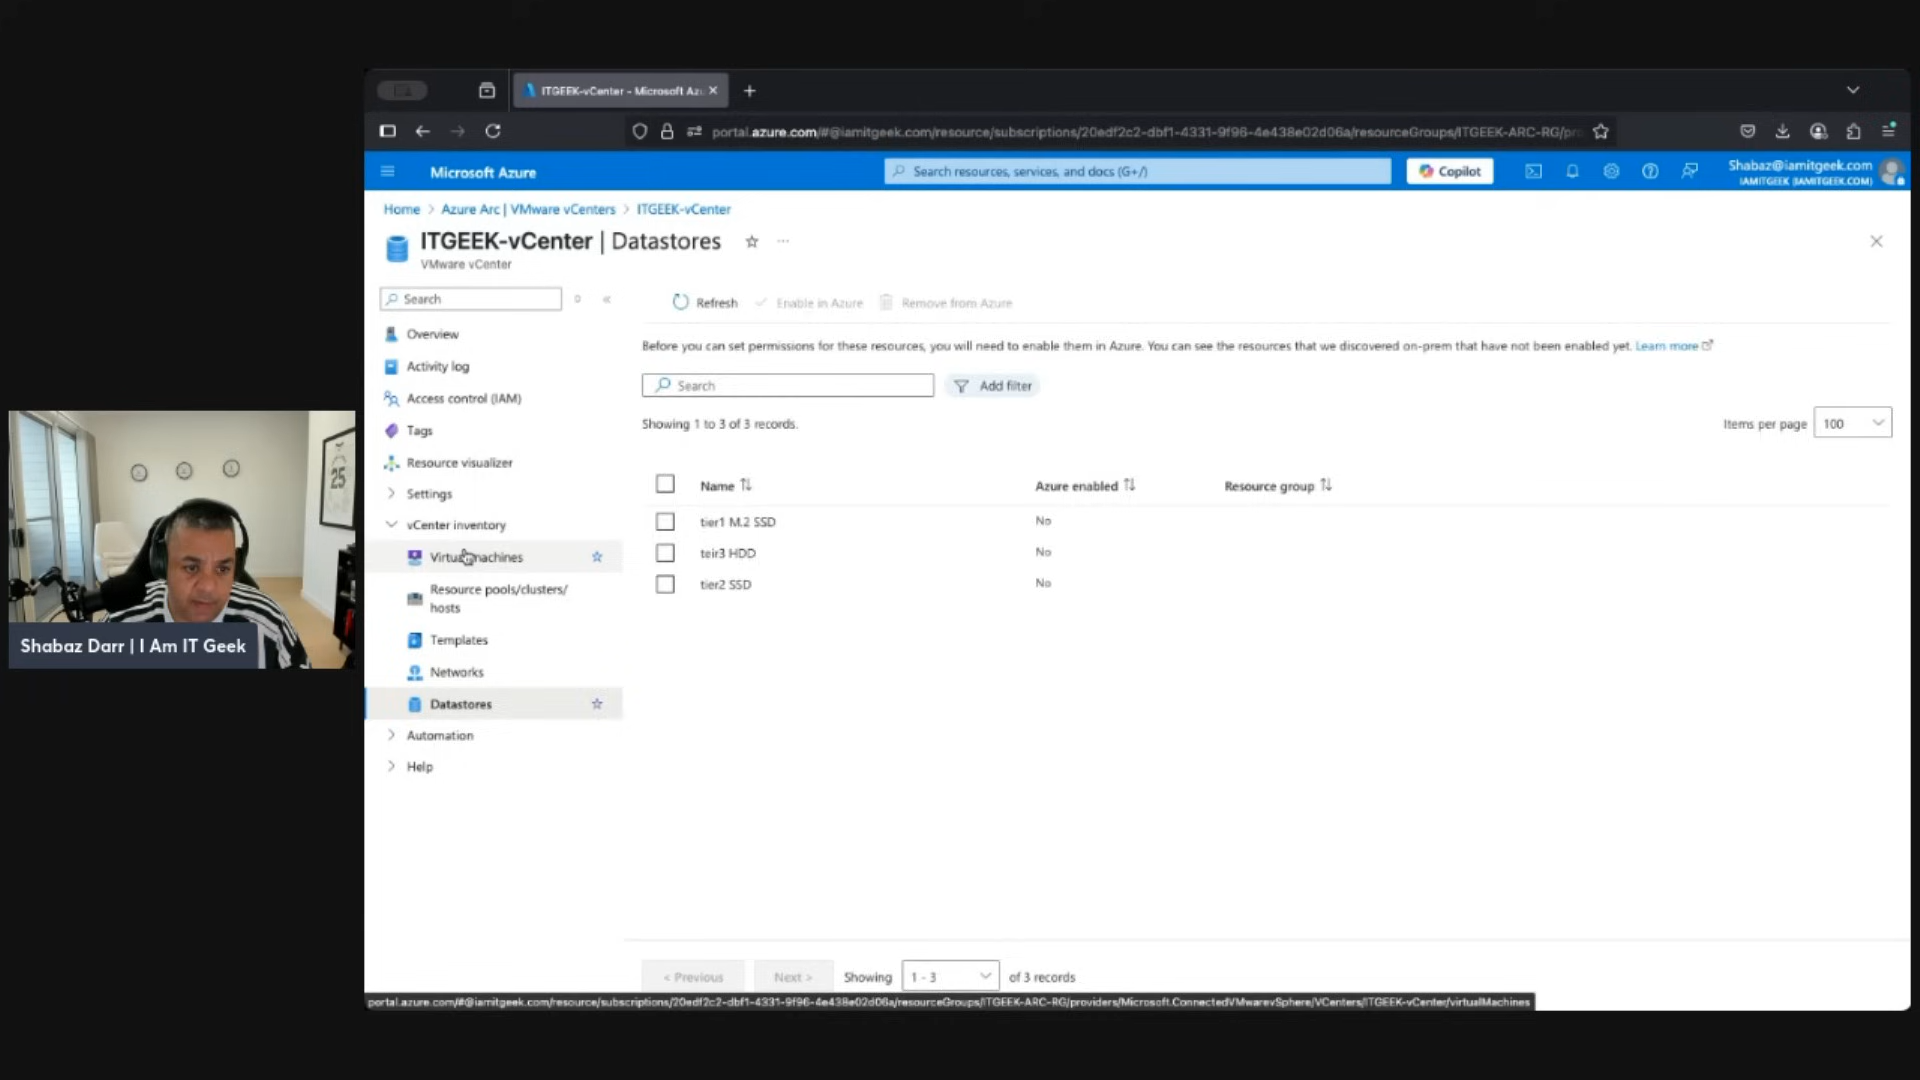 ITGEEK-vCenter - Microsoft Az
portal.azure.com/#@iamitgeek.com/resource/subscriptions/20edf2c2-dbf1-4331-9f96-4e438e02d06a/resourceGroups/ITGEEK-ARC-RG/pro
Microsoft Azure
Search resources, services, and docs (G+/)
Copilot
Shabaz@iamitgeek.com
IAMITGEEK (IAMITGEEK.COM)
Home > Azure Arc | VMware vCenters > ITGEEK-vCenter
ITGEEK-vCenter | Datastores
VMware vCenter
Search
Refresh
Enable in Azure
Remove from Azure
Overview
Activity log
Access control (IAM)
Tags
Resource visualizer
Settings
vCenter inventory
Virtual machines
Resource pools/clusters/
hosts
Templates
Networks
Datastores
Automation
Help
Before you can set permissions for these resources, you will need to enable them in Azure. You can see the resources that we discovered on-prem that have not been enabled yet. Learn more
Search
Add filter
Showing 1 to 3 of 3 records.
Items per page 100
Name Azure enabled Resource group
tier1 M.2 SSD No
teir3 HDD No
tier2 SSD No
< Previous Next > Showing 1 - 3 of 3 records
portal.azure.com/#@iamitgeek.com/resource/subscriptions/20edf2c2-dbf1-4331-9f96-4e438e02d06a/resourceGroups/ITGEEK-ARC-RG/providers/Microsoft.ConnectedVMwarevSphere/VCenters/ITGEEK-vCenter/virtualMachines
25
Shabaz Darr | I Am IT Geek